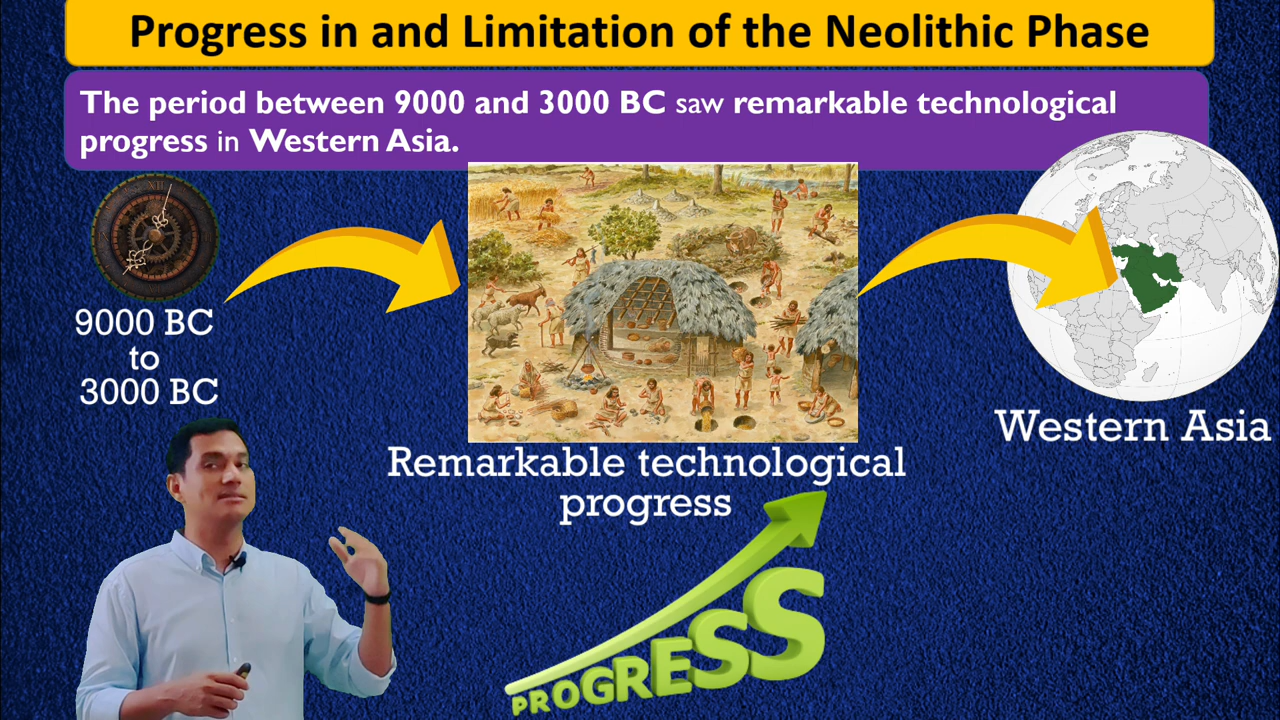 Progress in and Limitation of the Neolithic Phase
The period between 9000 and 3000 BC saw remarkable technological
progress in Western Asia.
XII
9000 BC
to
3000 BC
Remarkable technological
progress
Western Asia
PROGRESS